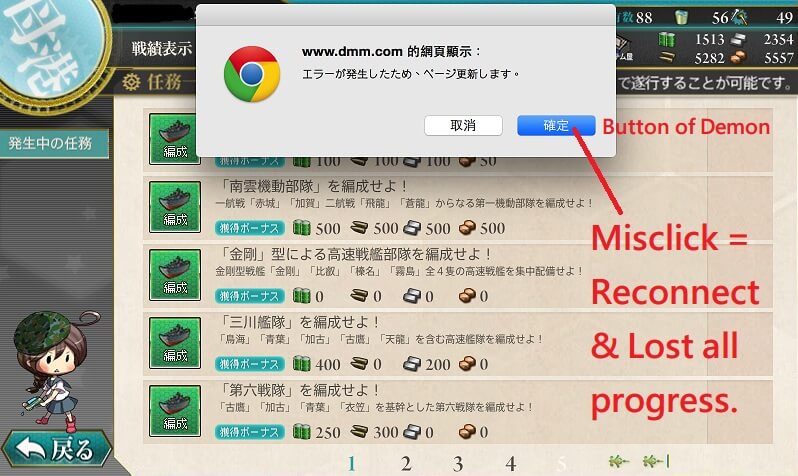 母港
戦績表示
88
56
49
1513
2354
5282
5557
任務
で遂行することが可能です。
発生中の任務
www.dmm.com 的網頁顯示：
エラーが発生したため、ページ更新します。
取消
確定
Button of Demon
編成
獲得ボーナス 100 100 100 50
「南雲機動部隊」を編成せよ！
一航戦「赤城」「加賀」二航戦「飛龍」「蒼龍」からなる第一機動部隊を編成せよ！
編成
獲得ボーナス 500 500 500 500
「金剛」型による高速戦艦部隊を編成せよ！
金剛型戦艦「金剛」「比叡」「榛名」「霧島」全４隻の高速戦艦を集中配備せよ！
編成
獲得ボーナス 0 0 0 0
「三川艦隊」を編成せよ！
「鳥海」「青葉」「加古」「古鷹」「天龍」を含む高速艦隊を編成せよ！
編成
獲得ボーナス 400 0 200 0
「第六戦隊」を編成せよ！
「古鷹」「加古」「青葉」「衣笠」を基幹とした第六戦隊を編成せよ！
編成
獲得ボーナス 250 300 0 0
Misclick =
Reconnect
& Lost all
progress.
戻る
1 2 3 4 5